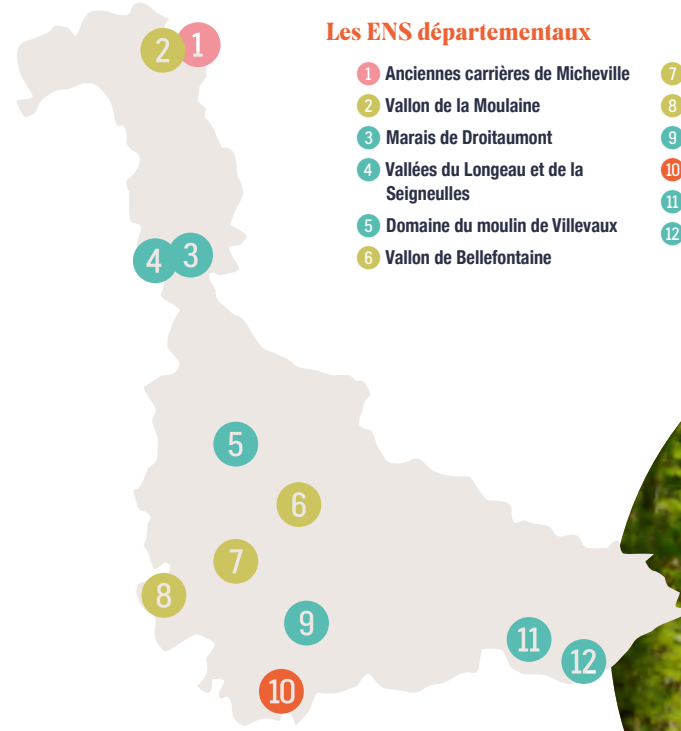 Les ENS départementaux
1 Anciennes carrières de Micheville
2 Vallon de la Moulaine
3 Marais de Droitaumont
4 Vallées du Longeau et de la
Seigneulles
5 Domaine du moulin de Villevaux
6 Vallon de Bellefontaine
7
8
9
10
11
12
2 1
4 3
5
6
7
8
9
10
11
12